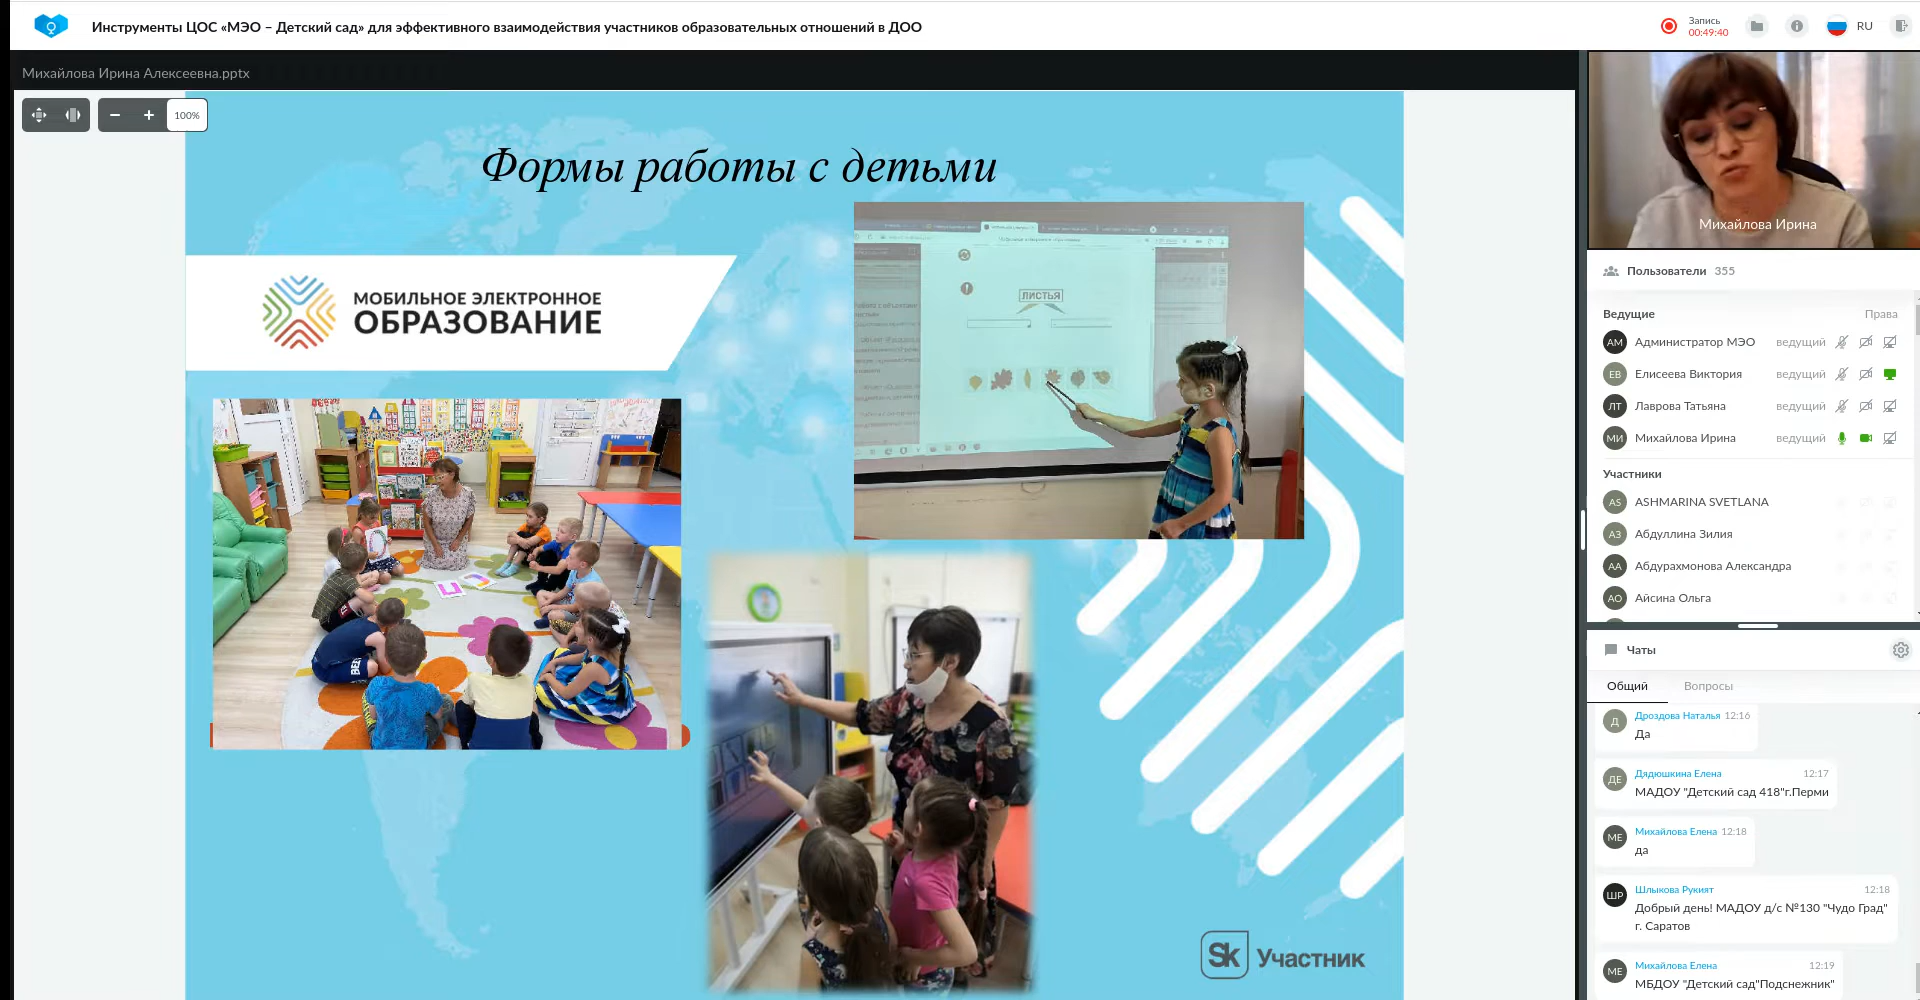 Инструменты ЦОС «МЭО – Детский сад» для эффективного взаимодействия участников образовательных отношений в ДОО
Запись
00:49:40
RU
Михайлова Ирина Алексеевна.pptx
100%
Формы работы с детьми
МОБИЛЬНОЕ ЭЛЕКТРОННОЕ
ОБРАЗОВАНИЕ
ЛИСТЬЯ
Sk Участник
Михайлова Ирина
Пользователи 355
Ведущие Права
АМ Администратор МЭО ведущий
ЕВ Елисеева Виктория ведущий
ЛТ Лаврова Татьяна ведущий
МИ Михайлова Ирина ведущий
Участники
AS ASHMARINA SVETLANA
АЗ Абдуллина Зилия
АА Абдурахмонова Александра
АО Айсина Ольга
Чаты
Общий Вопросы
Д Дроздова Наталья 12:16
Да
ДЕ Дядюшкина Елена 12:17
МАДОУ "Детский сад 418"г.Перми
МЕ Михайлова Елена 12:18
да
ШР Шлыкова Рукият 12:18
Добрый день! МАДОУ д/с №130 "Чудо Град"
г. Саратов
МЕ Михайлова Елена 12:19
МБДОУ "Детский сад"Подснежник"